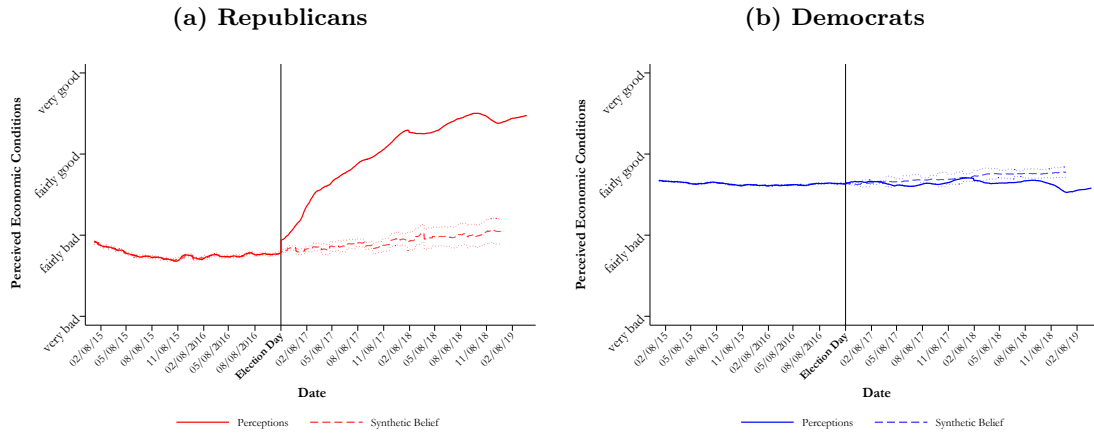 (a) Republicans
Perceived Economic Conditions
very good
fairly good
fairly bad
very bad
02/08/15
05/08/15
08/08/15
11/08/15
02/08/2016
05/08/2016
08/08/2016
Election Day
02/08/17
05/08/17
08/08/17
11/08/17
02/08/18
05/08/18
08/08/18
11/08/18
02/08/19
Date
Perceptions
Synthetic Belief
(b) Democrats
Perceived Economic Conditions
very good
fairly good
fairly bad
very bad
02/08/15
05/08/15
08/08/15
11/08/15
02/08/2016
05/08/2016
08/08/2016
Election Day
02/08/17
05/08/17
08/08/17
11/08/17
02/08/18
05/08/18
08/08/18
11/08/18
02/08/19
Date
Perceptions
Synthetic Belief